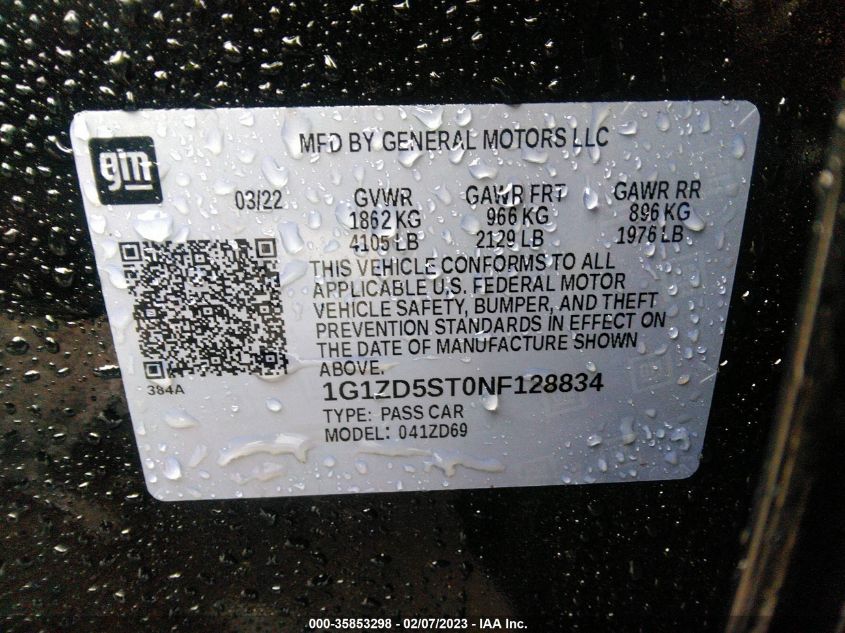 gm
MFD BY GENERAL MOTORS LLC
03/22 GVWR GAWR FRT GAWR RR
1862 KG 966 KG 896 KG
4105 LB 2129 LB 1976 LB
THIS VEHICLE CONFORMS TO ALL
APPLICABLE U.S. FEDERAL MOTOR
VEHICLE SAFETY, BUMPER, AND THEFT
PREVENTION STANDARDS IN EFFECT ON
THE DATE OF MANUFACTURE SHOWN
ABOVE.
384A
1G1ZD5ST0NF128834
TYPE: PASS CAR
MODEL: 041ZD69
000-35853298 - 02/07/2023 - IAA Inc.